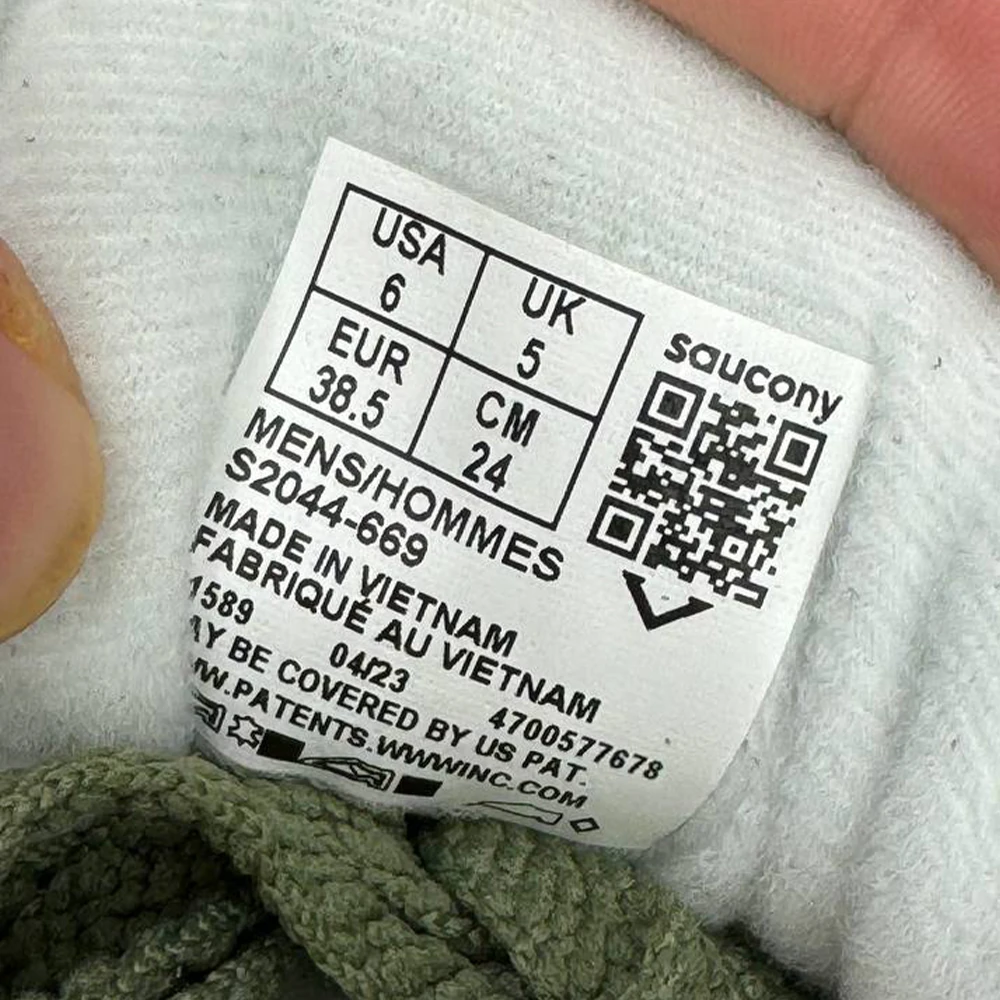 USA
6
UK
5
EUR
38.5
CM
24
saucony
MENS/HOMMES
S2044-669
MADE IN VIETNAM
FABRIQUÉ AU VIETNAM
1589
04/23
4700577678
BE COVERED BY US PAT.
.PATENTS.WWWINC.COM